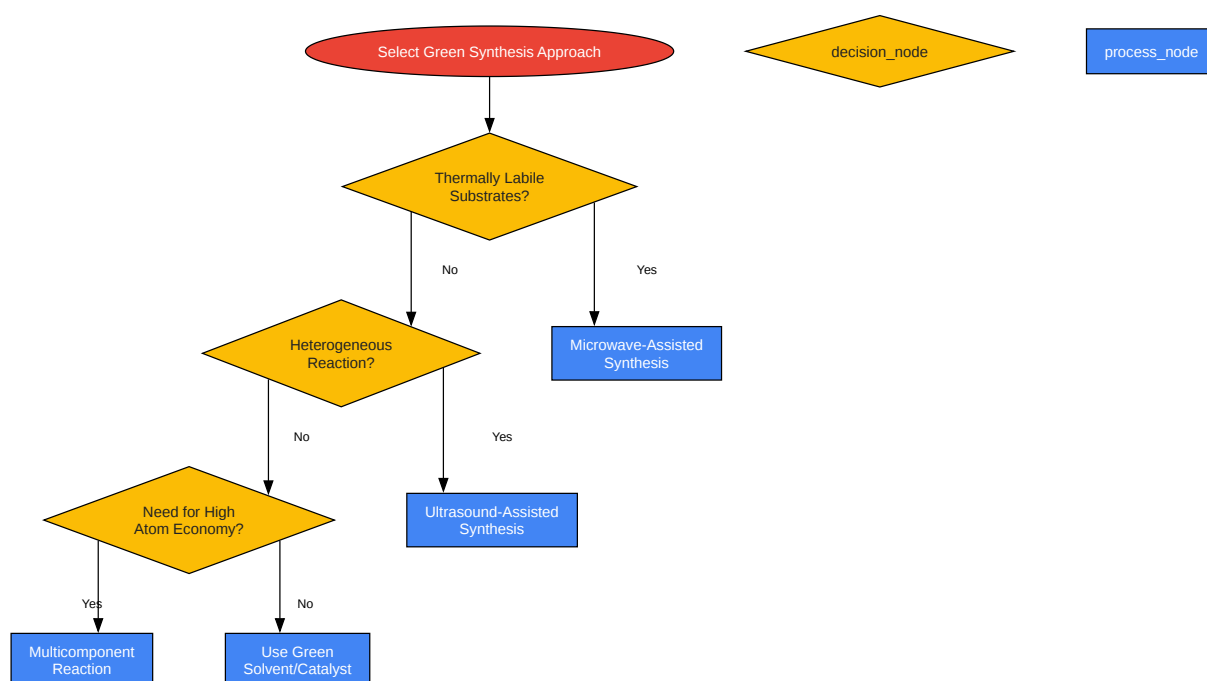 Select Green Synthesis Approach
decision_node
process_node
Thermally Labile
Substrates?
No
Yes
Heterogeneous
Reaction?
Microwave-Assisted
Synthesis
No
Yes
Need for High
Atom Economy?
Ultrasound-Assisted
Synthesis
Yes
No
Multicomponent
Reaction
Use Green
Solvent/Catalyst